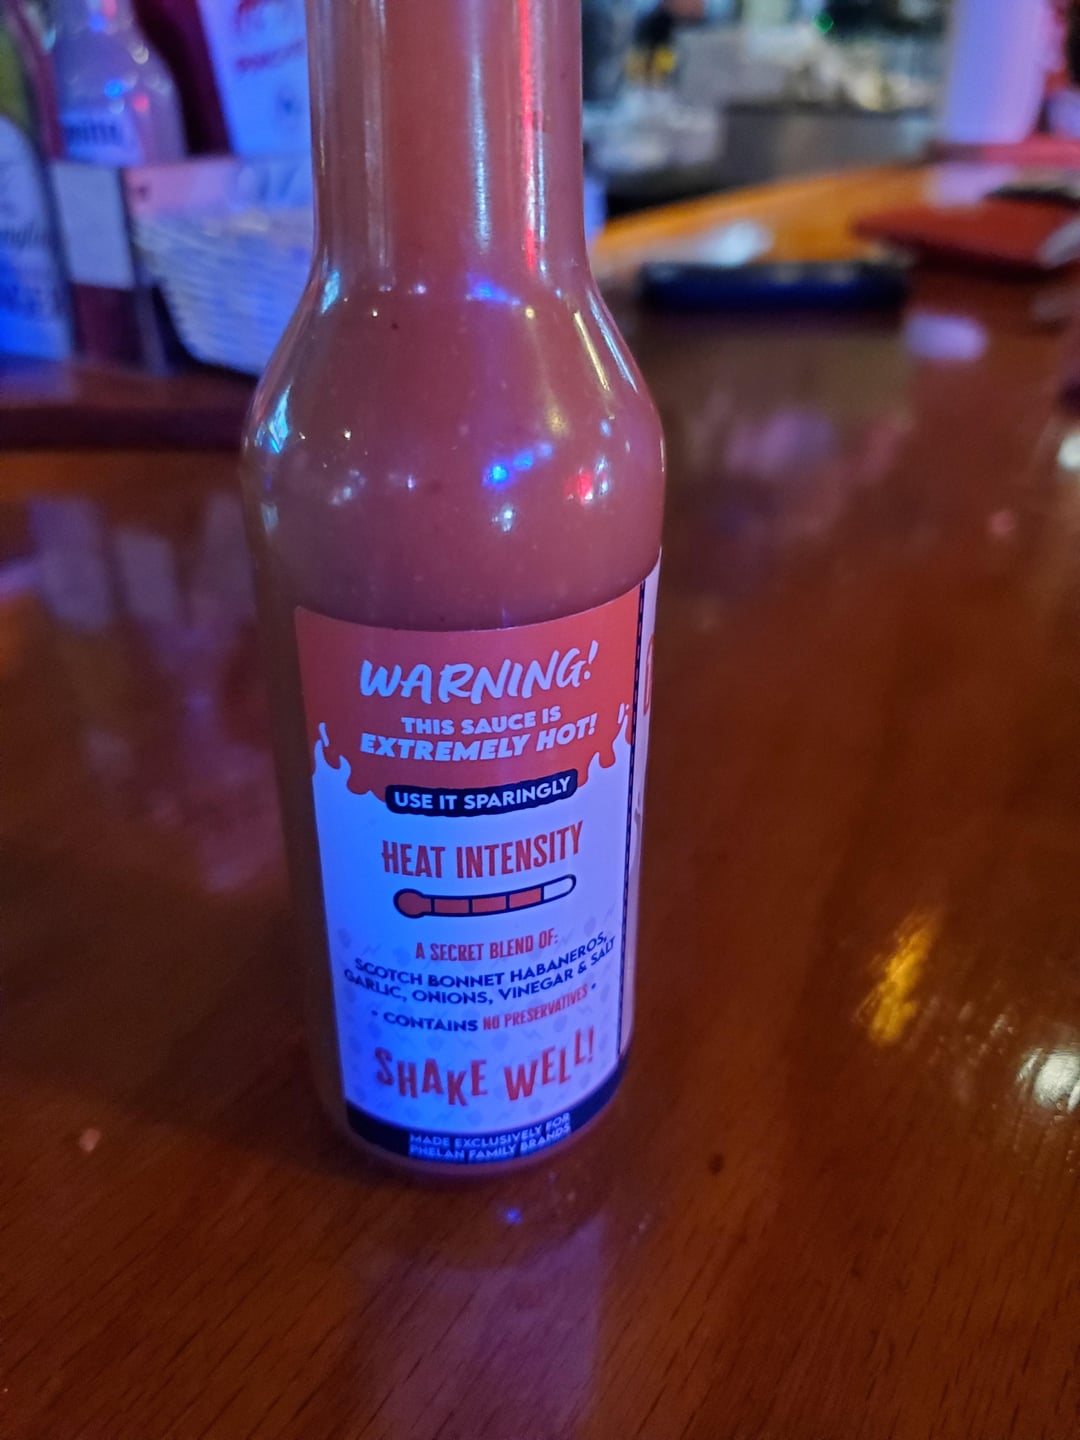 WARNING!
THIS SAUCE IS
EXTREMELY HOT!
USE IT SPARINGLY
HEAT INTENSITY
A SECRET BLEND OF:
SCOTCH BONNET HABANEROS,
GARLIC, ONIONS, VINEGAR & SALT
• CONTAINS NO PRESERVATIVES •
SHAKE WELL!
MADE EXCLUSIVELY FOR
PHELAN FAMILY BRANDS